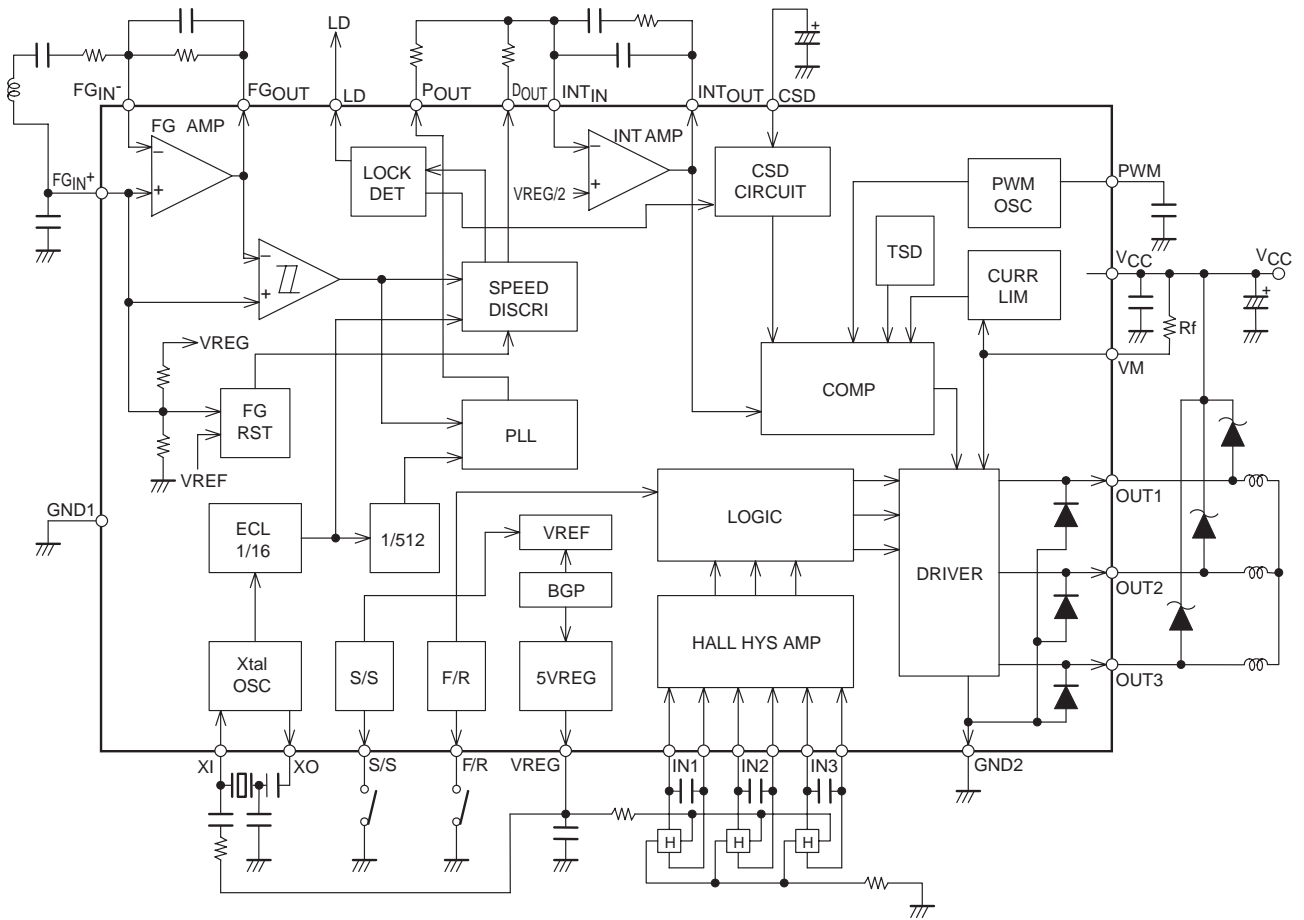 LD
+
FGIN-
FGOUT
LD
POUT
DOUT
INTIN
INTOUT
CSD
FG AMP
−
+
LOCK
DET
INT AMP
−
+
VREG/2
CSD
CIRCUIT
PWM
OSC
PWM
FGIN+
TSD
CURR
LIM
VCC
VCC
+
−
+
SPEED
DISCRI
Rf
VM
VREG
FG
RST
VREF
PLL
COMP
GND1
ECL
1/16
1/512
VREF
BGP
LOGIC
DRIVER
OUT1
OUT2
OUT3
Xtal
OSC
S/S
F/R
5VREG
HALL HYS AMP
XI
XO
S/S
F/R
VREG
IN1
IN2
IN3
GND2
H
H
H